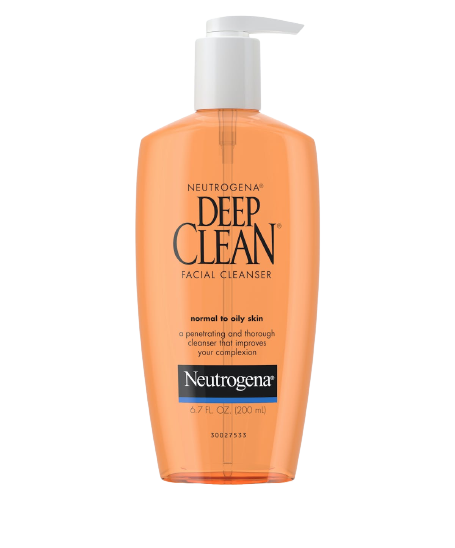 NEUTROGENA®
DEEP
CLEAN®
FACIAL CLEANSER
normal to oily skin
a penetrating and thorough
cleanser that improves
your complexion
Neutrogena®
6.7 FL. OZ. (200 mL)
30027533